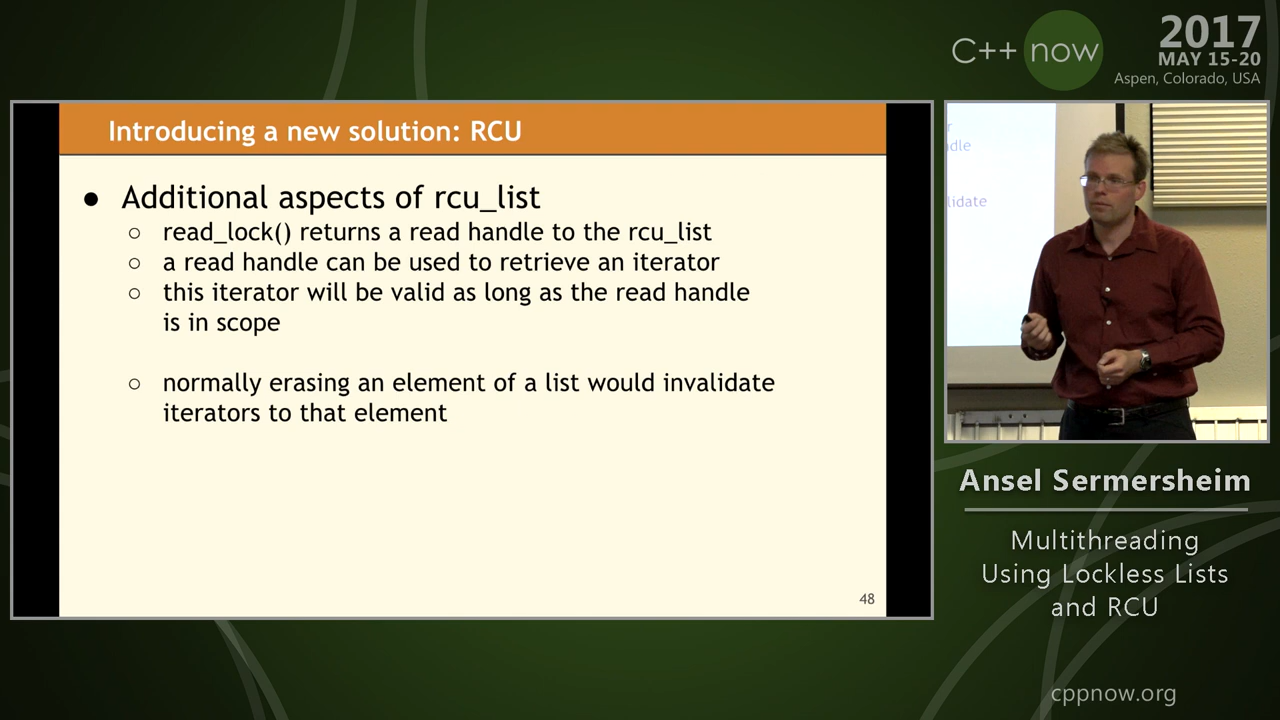 C++ now
2017
MAY 15-20
Aspen, Colorado, USA
Introducing a new solution: RCU
● Additional aspects of rcu_list
○ read_lock() returns a read handle to the rcu_list
○ a read handle can be used to retrieve an iterator
○ this iterator will be valid as long as the read handle
is in scope
○ normally erasing an element of a list would invalidate
iterators to that element
48
Ansel Sermersheim
Multithreading
Using Lockless Lists
and RCU
cppnow.org